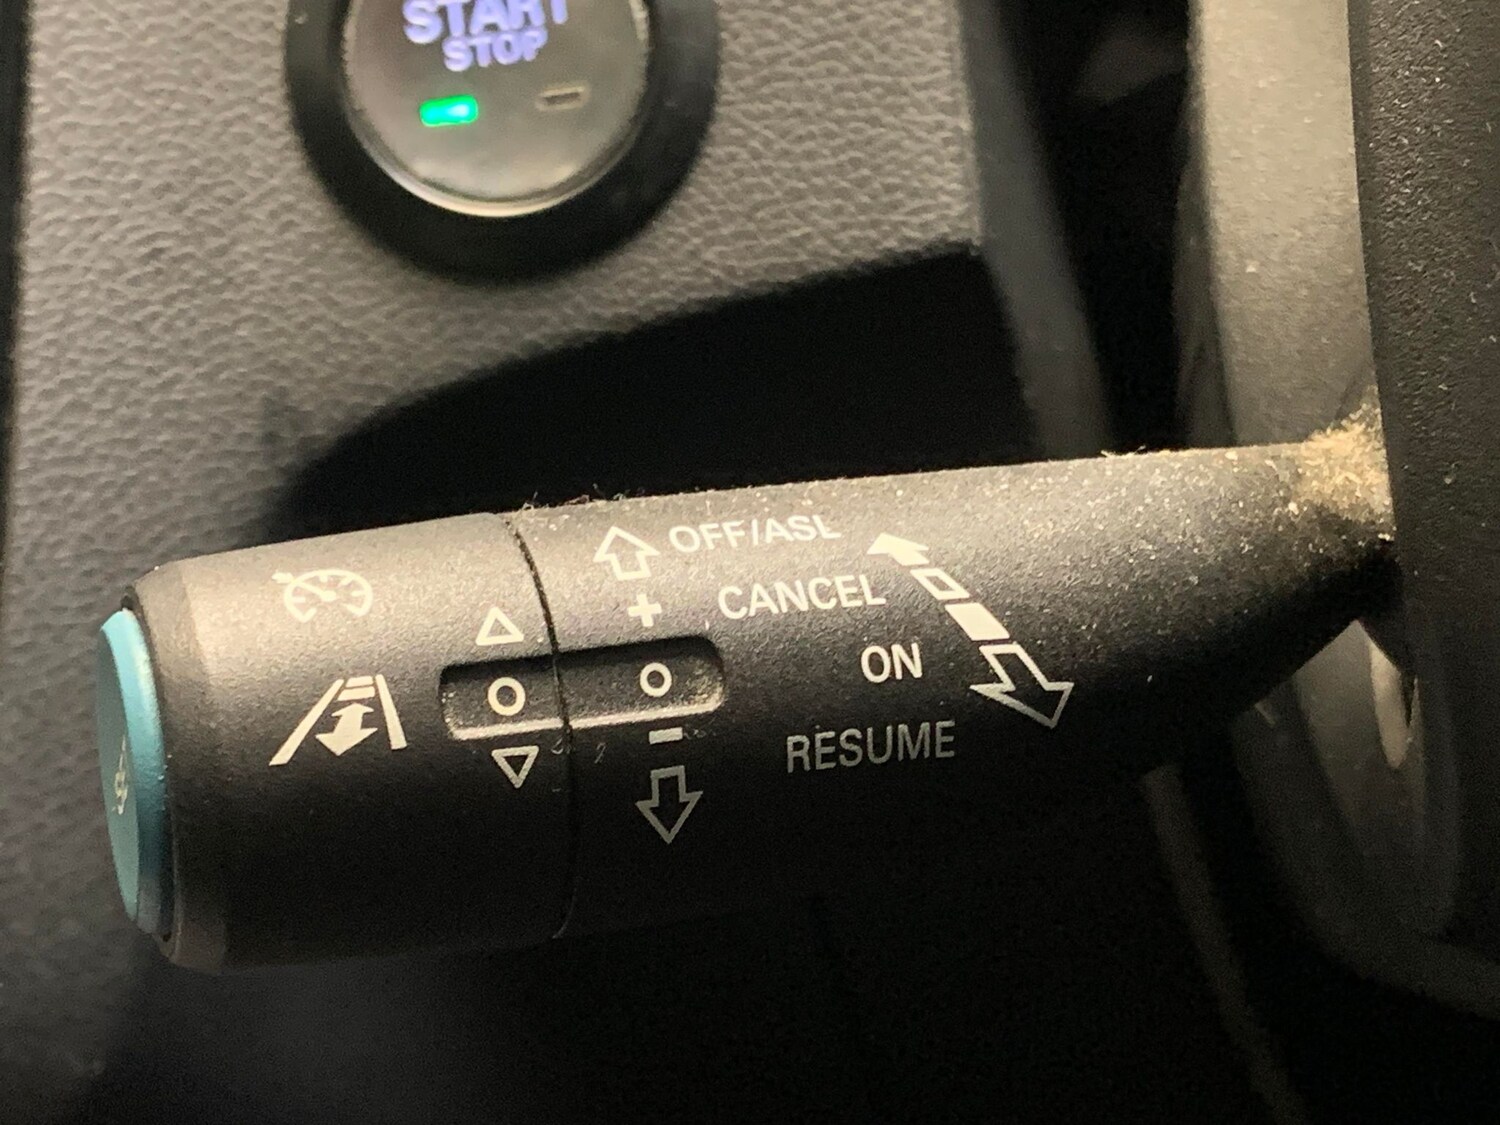 START
STOP
OFF/ASL
+
CANCEL
ON
-
RESUME